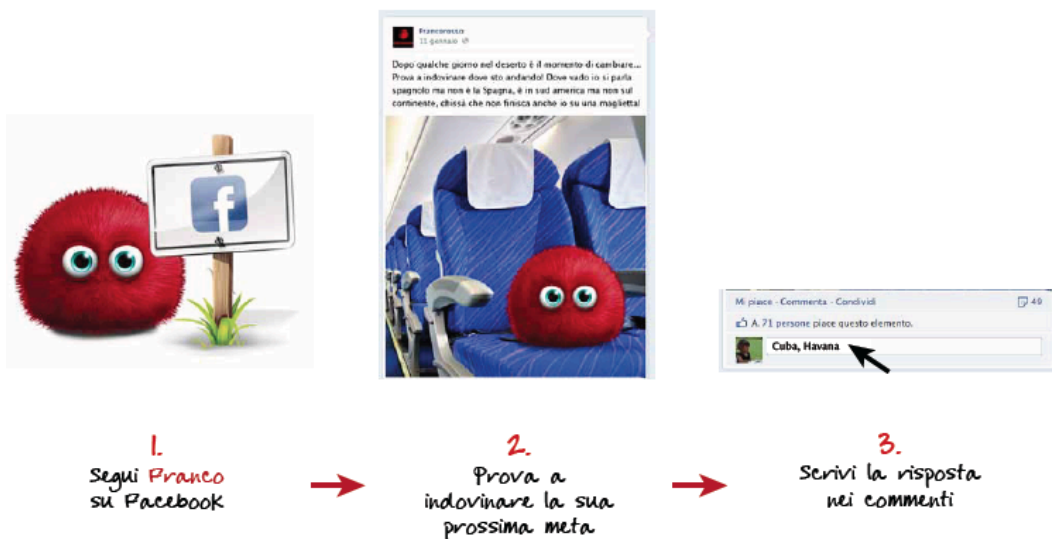 Francorosso
11 gennaio
Dopo qualche giorno nel deserto è il momento di cambiare...
Prova a indovinare dove sto andando! Dove vado io si parla
spagnolo ma non è la Spagna, è in sud america ma non sul
continente, chissà che non finisca anche io su una maglietta!
f
Mi piace · Commenta · Condividi 49
A 71 persone piace questo elemento.
Cuba, Havana
1.
Segui Franco
su Facebook
2.
Prova a
indovinare la sua
prossima meta
3.
Scrivi la risposta
nei commenti